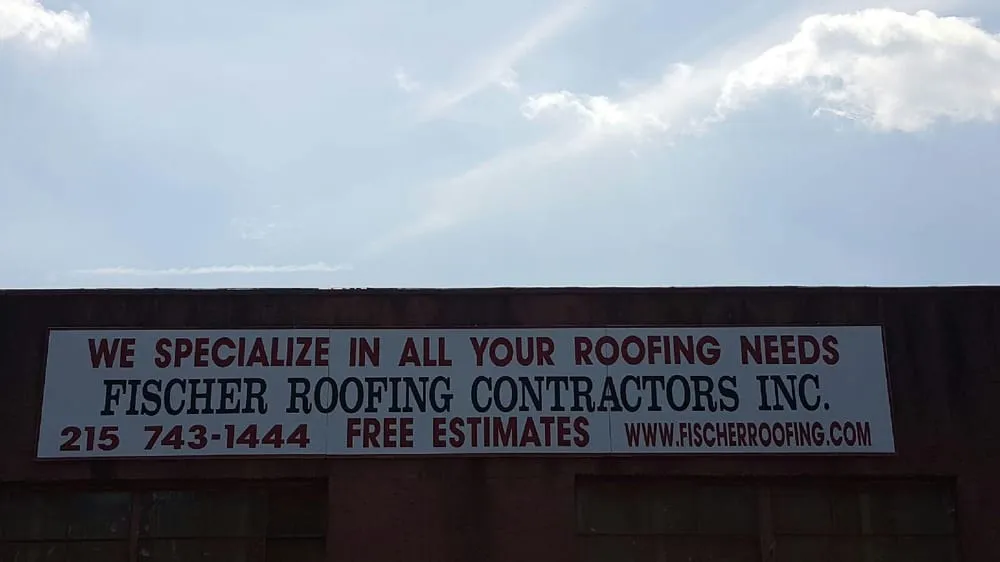 WE SPECIALIZE IN ALL YOUR ROOFING NEEDS
FISCHER ROOFING CONTRACTORS INC.
215 743-1444 FREE ESTIMATES WWW.FISCHERROOFING.COM